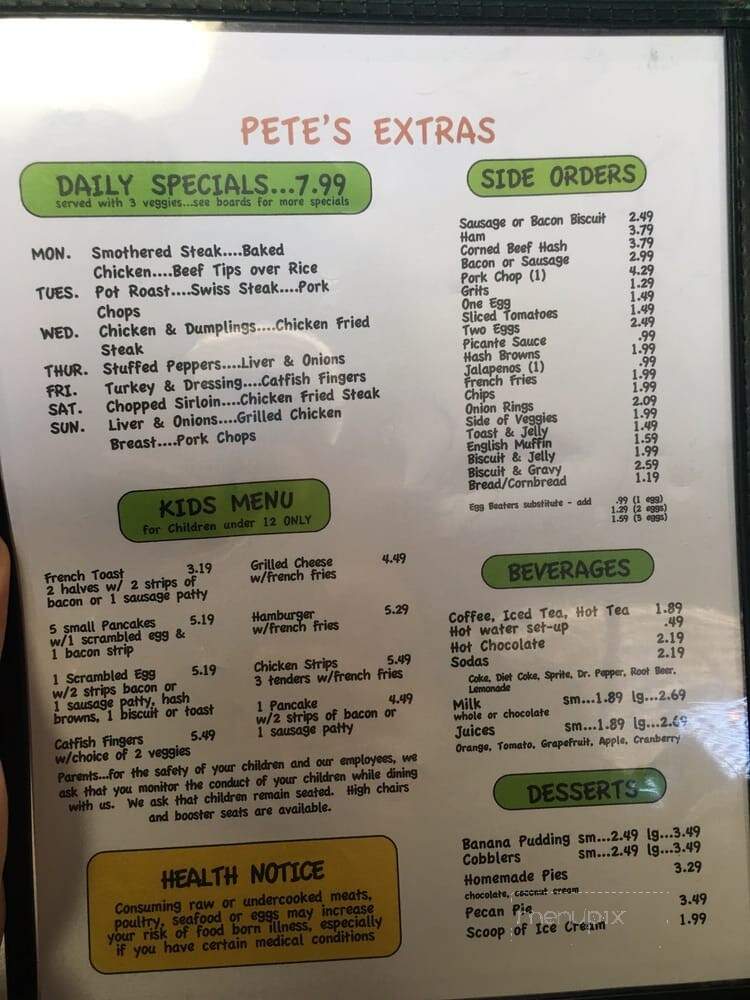 PETE'S EXTRAS
DAILY SPECIALS...7.99
served with 3 veggies...see boards for more specials
MON. Smothered Steak....Baked
Chicken....Beef Tips over Rice
TUES. Pot Roast....Swiss Steak....Pork
Chops
WED. Chicken & Dumplings....Chicken Fried
Steak
THUR. Stuffed Peppers....Liver & Onions
FRI. Turkey & Dressing....Catfish Fingers
SAT. Chopped Sirloin....Chicken Fried Steak
SUN. Liver & Onions....Grilled Chicken
Breast....Pork Chops
KIDS MENU
for Children under 12 ONLY
French Toast 3.19
2 halves w/ 2 strips of
bacon or 1 sausage patty
5 small Pancakes 5.19
w/1 scrambled egg &
1 bacon strip
1 Scrambled Egg 5.19
w/2 strips bacon or
1 sausage patty, hash
browns, 1 biscuit or toast
Catfish Fingers 5.49
w/choice of 2 veggies
Grilled Cheese 4.49
w/french fries
Hamburger 5.29
w/french fries
Chicken Strips 5.49
3 tenders w/french fries
1 Pancake 4.49
w/2 strips of bacon or
1 sausage patty
Parents...for the safety of your children and our employees, we
ask that you monitor the conduct of your children while dining
with us. We ask that children remain seated. High chairs
and booster seats are available.
HEALTH NOTICE
Consuming raw or undercooked meats,
poultry, seafood or eggs may increase
your risk of food born illness, especially
if you have certain medical conditions
SIDE ORDERS
Sausage or Bacon Biscuit 2.49
Ham 3.79
Corned Beef Hash 3.79
Bacon or Sausage 2.99
Pork Chop (1) 4.29
Grits 1.29
One Egg 1.49
Sliced Tomatoes 1.49
Two Eggs 2.49
Picante Sauce .99
Hash Browns 1.99
Jalapenos (1) .99
French Fries 1.99
Chips 1.99
Onion Rings 2.09
Side of Veggies 1.99
Toast & Jelly 1.49
English Muffin 1.59
Biscuit & Jelly 1.99
Biscuit & Gravy 2.59
Bread/Cornbread 1.19
Egg Beaters substitute - add .99 (1 egg)
1.29 (2 eggs)
1.59 (3 eggs)
BEVERAGES
Coffee, Iced Tea, Hot Tea 1.89
Hot water set-up .49
Hot Chocolate 2.19
Sodas 2.19
Coke, Diet Coke, Sprite, Dr. Pepper, Root Beer,
Lemonade
Milk sm...1.89 lg...2.69
whole or chocolate
Juices sm...1.89 lg...2.69
Orange, Tomato, Grapefruit, Apple, Cranberry
DESSERTS
Banana Pudding sm...2.49 lg...3.49
Cobblers sm...2.49 lg...3.49
Homemade Pies 3.29
chocolate, coconut cream
Pecan Pie 3.49
Scoop of Ice Cream 1.99
menupix